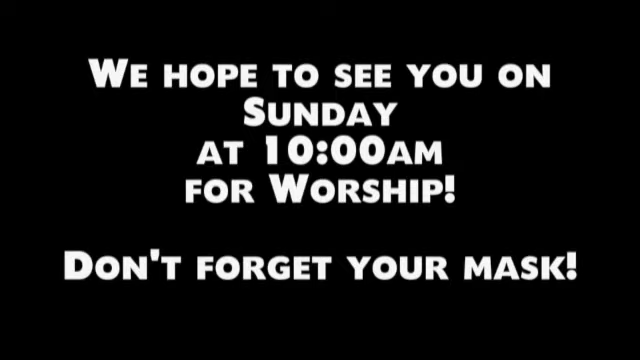 We hope to see you on
Sunday
at 10:00am
for Worship!
Don't forget your mask!